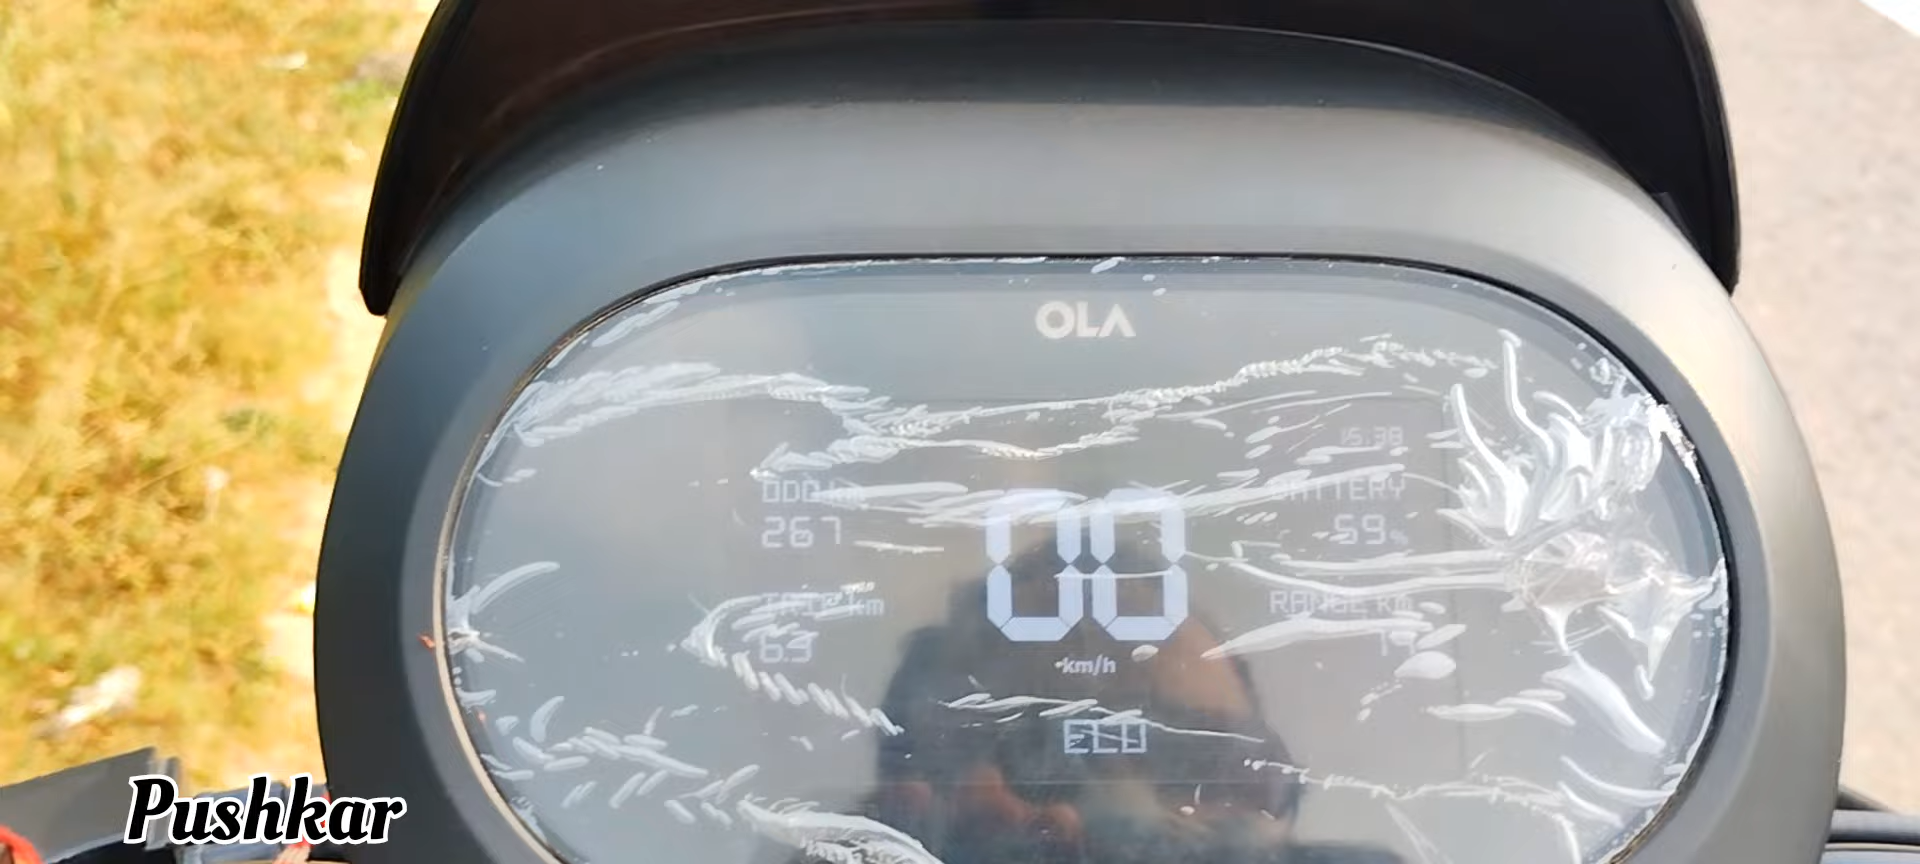 OLA
15:38
ODO km
267
BATTERY
59%
00
km/h
TRIP km
6.9
RANGE km
ECO
Pushkar